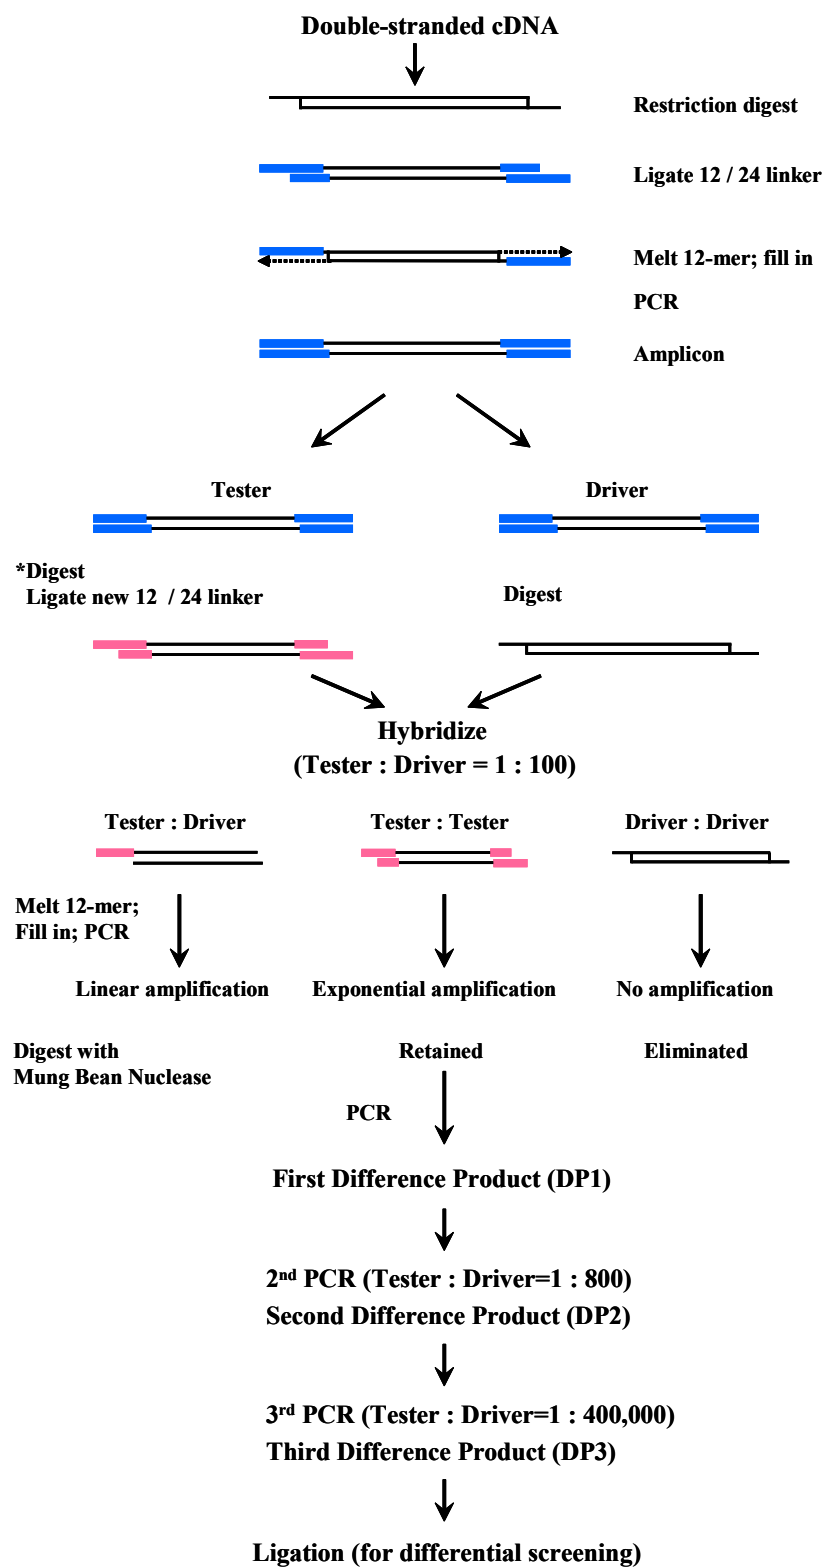 Double-stranded cDNA
Restriction digest
Ligate 12 / 24 linker
Melt 12-mer; fill in
PCR
Amplicon
Tester
Driver
*Digest
Ligate new 12 / 24 linker
Digest
Hybridize
(Tester : Driver = 1 : 100)
Tester : Driver
Tester : Tester
Driver : Driver
Melt 12-mer;
Fill in; PCR
Linear amplification
Exponential amplification
No amplification
Digest with
Mung Bean Nuclease
Retained
Eliminated
PCR
First Difference Product (DP1)
2nd PCR (Tester : Driver=1 : 800)
Second Difference Product (DP2)
3rd PCR (Tester : Driver=1 : 400,000)
Third Difference Product (DP3)
Ligation (for differential screening)